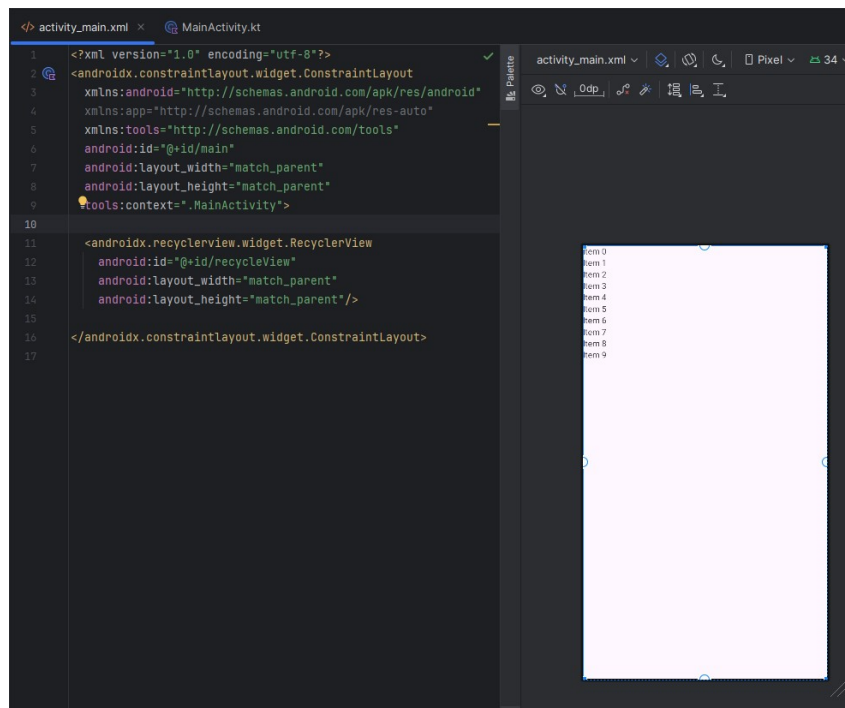 </> activity_main.xml × MainActivity.kt
1 <?xml version="1.0" encoding="utf-8"?>
2 <androidx.constraintlayout.widget.ConstraintLayout
3 xmlns:android="http://schemas.android.com/apk/res/android"
4 xmlns:app="http://schemas.android.com/apk/res-auto"
5 xmlns:tools="http://schemas.android.com/tools"
6 android:id="@+id/main"
7 android:layout_width="match_parent"
8 android:layout_height="match_parent"
9 tools:context=".MainActivity">
10
11 <androidx.recyclerview.widget.RecyclerView
12 android:id="@+id/recycleView"
13 android:layout_width="match_parent"
14 android:layout_height="match_parent"/>
15
16 </androidx.constraintlayout.widget.ConstraintLayout>
17
Palette
activity_main.xml Pixel 34
0dp
Item 0
Item 1
Item 2
Item 3
Item 4
Item 5
Item 6
Item 7
Item 8
Item 9